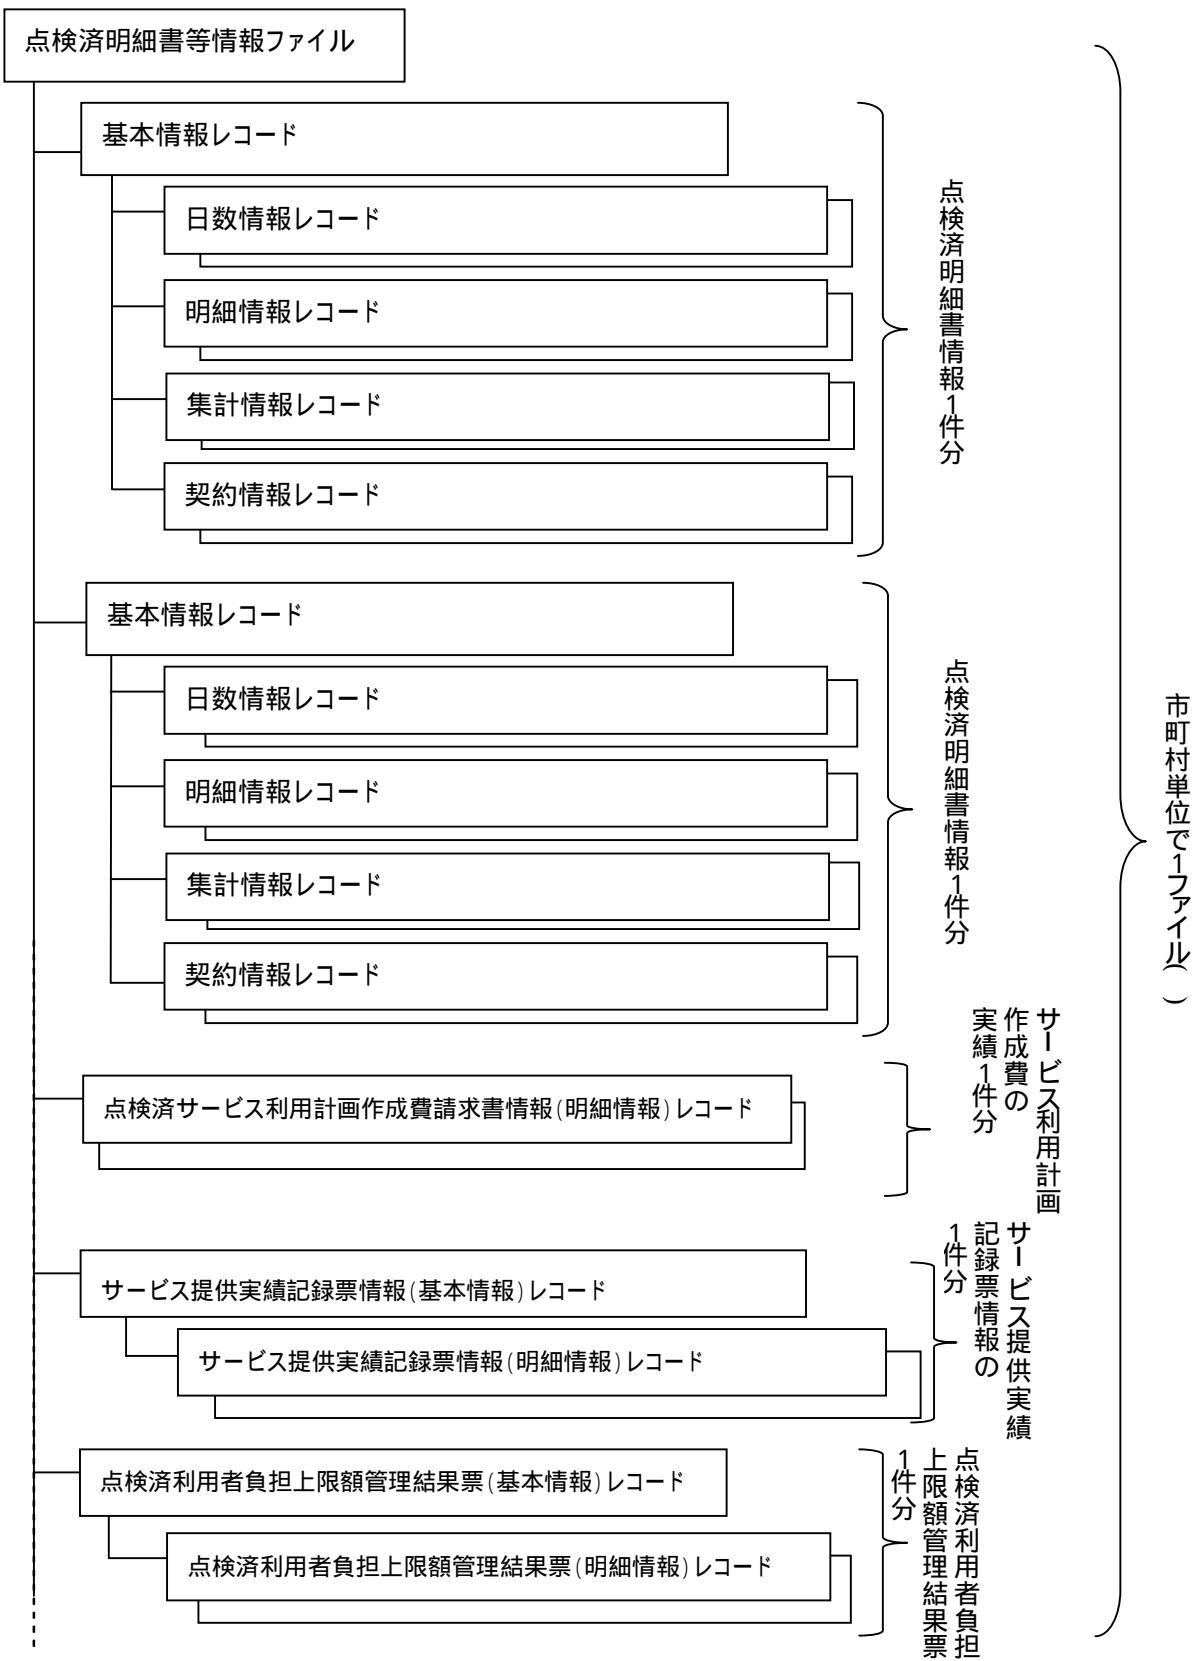 点検済明細書等情報ファイル
基本情報レコード
日数情報レコード
明細情報レコード
集計情報レコード
契約情報レコード
点検済明細書情報1件分
基本情報レコード
日数情報レコード
明細情報レコード
集計情報レコード
契約情報レコード
点検済明細書情報1件分
点検済サービス利用計画作成費請求書情報(明細情報)レコード
サービス利用計画
作成費の
実績1件分
サービス提供実績記録票情報(基本情報)レコード
サービス提供実績記録票情報(明細情報)レコード
サービス提供実績
記録票情報の
1件分
点検済利用者負担上限額管理結果票(基本情報)レコード
点検済利用者負担上限額管理結果票(明細情報)レコード
点検済利用者負担
上限額管理結果票
1件分
市町村単位で1ファイル( )